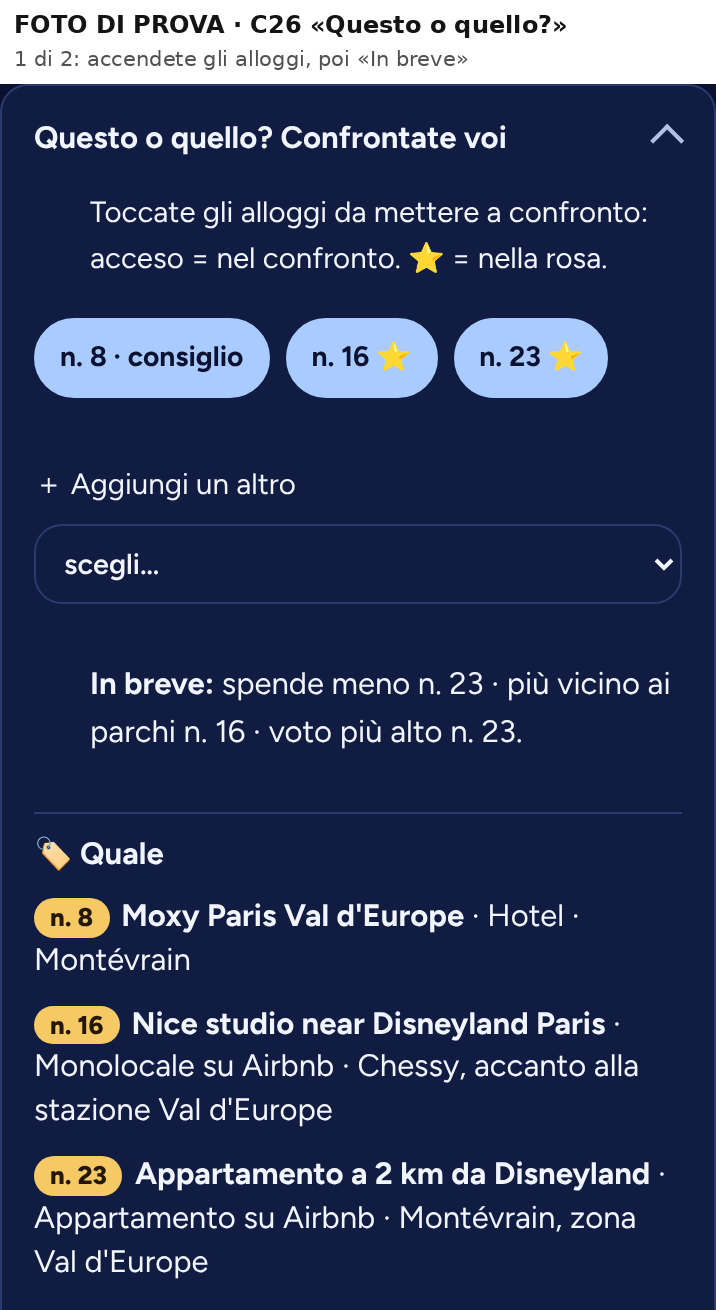 FOTO DI PROVA · C26 «Questo o quello?»
1 di 2: accendete gli alloggi, poi «In breve»
Questo o quello? Confrontate voi
Toccate gli alloggi da mettere a confronto:
acceso = nel confronto. ⭐ = nella rosa.
n. 8 · consiglio
n. 16 ⭐
n. 23 ⭐
+ Aggiungi un altro
scegli...
In breve: spende meno n. 23 · più vicino ai
parchi n. 16 · voto più alto n. 23.
🏷️ Quale
n. 8 Moxy Paris Val d'Europe · Hotel ·
Montévrain
n. 16 Nice studio near Disneyland Paris ·
Monolocale su Airbnb · Chessy, accanto alla
stazione Val d'Europe
n. 23 Appartamento a 2 km da Disneyland ·
Appartamento su Airbnb · Montévrain, zona
Val d'Europe